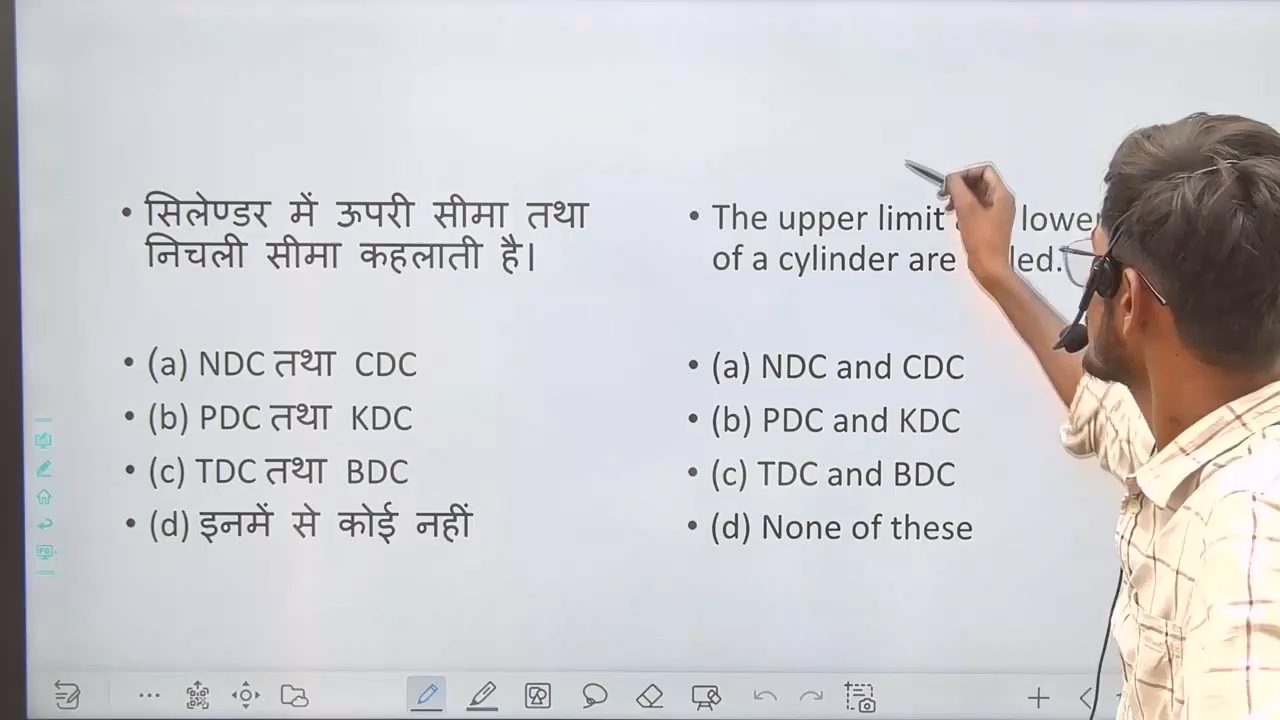 • सिलेण्डर में ऊपरी सीमा तथा
निचली सीमा कहलाती है।
• (a) NDC तथा CDC
• (b) PDC तथा KDC
• (c) TDC तथा BDC
• (d) इनमें से कोई नहीं
• The upper limit lower
of a cylinder are
• (a) NDC and CDC
• (b) PDC and KDC
• (c) TDC and BDC
• (d) None of these